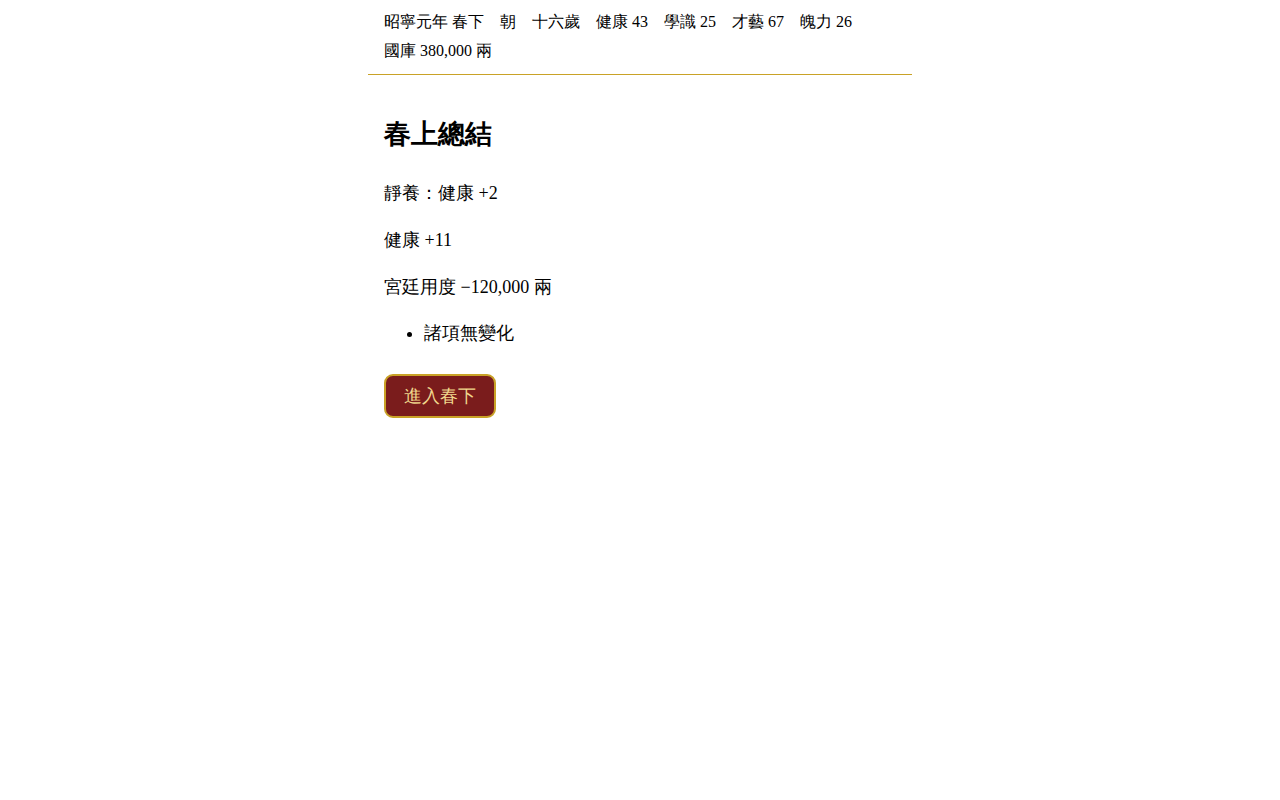 昭寧元年 春下 朝 十六歲 健康 43 學識 25 才藝 67 魄力 26
國庫 380,000 兩
春上總結
靜養：健康 +2
健康 +11
宮廷用度 −120,000 兩
• 諸項無變化
進入春下